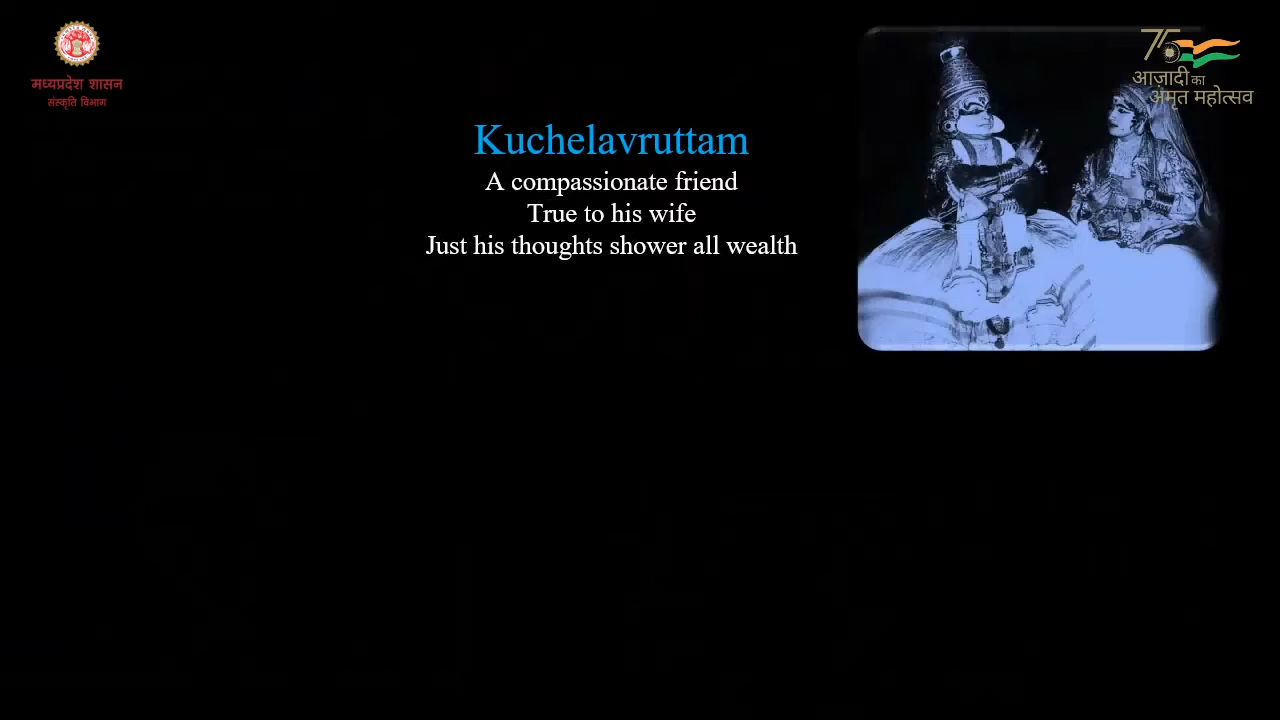 मध्यप्रदेश शासन
संस्कृति विभाग
75
आज़ादी का
अमृत महोत्सव
Kuchelavruttam
A compassionate friend
True to his wife
Just his thoughts shower all wealth